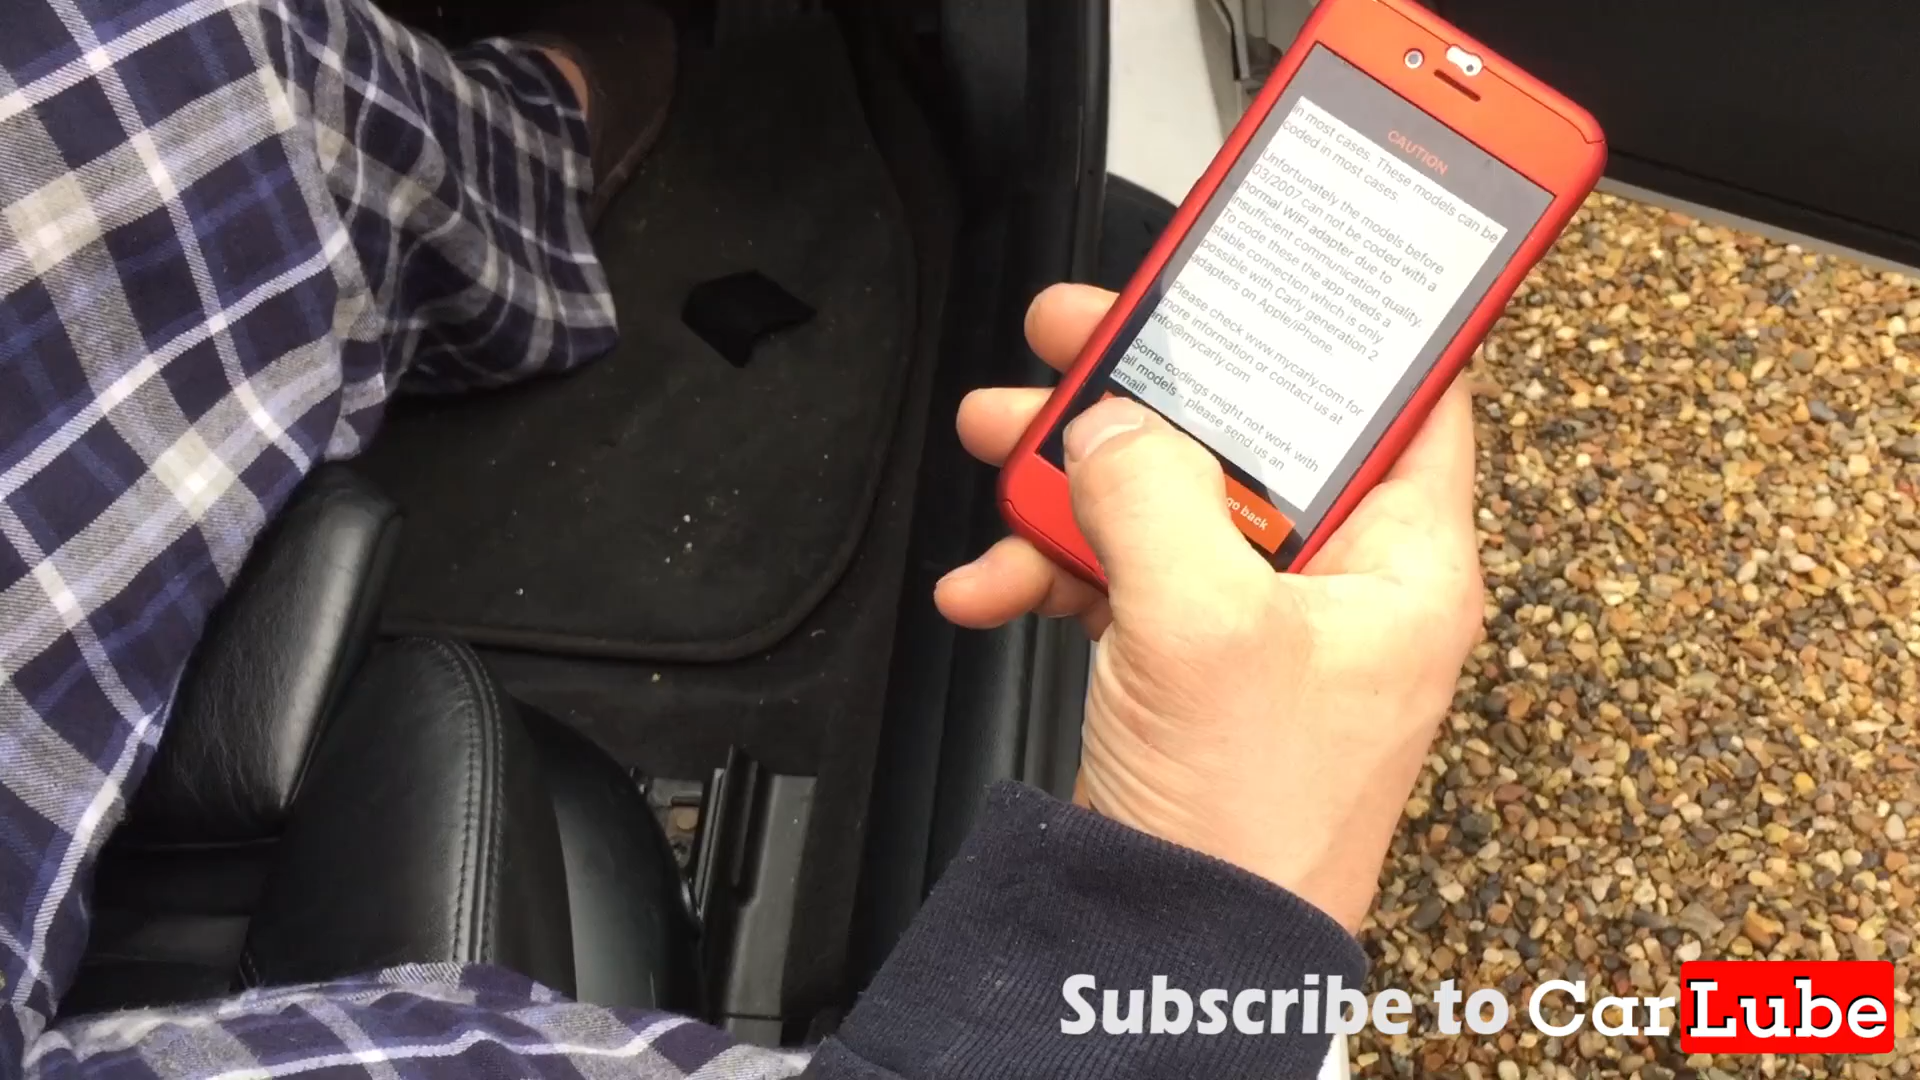 CAUTION
in most cases. These models can be
coded in most cases
Unfortunately the models before
03/2007 can not be coded with a
normal WIFI adapter due to
insufficient communication quality.
To code these the app needs a
stable connection which is only
possible with Carly generation 2
adapters on Apple/iPhone.
Please check www.mycarly.com for
more information or contact us at
info@mycarly.com
Some codings might not work with
all models - please send us an
email!
go back
Subscribe to CarLube